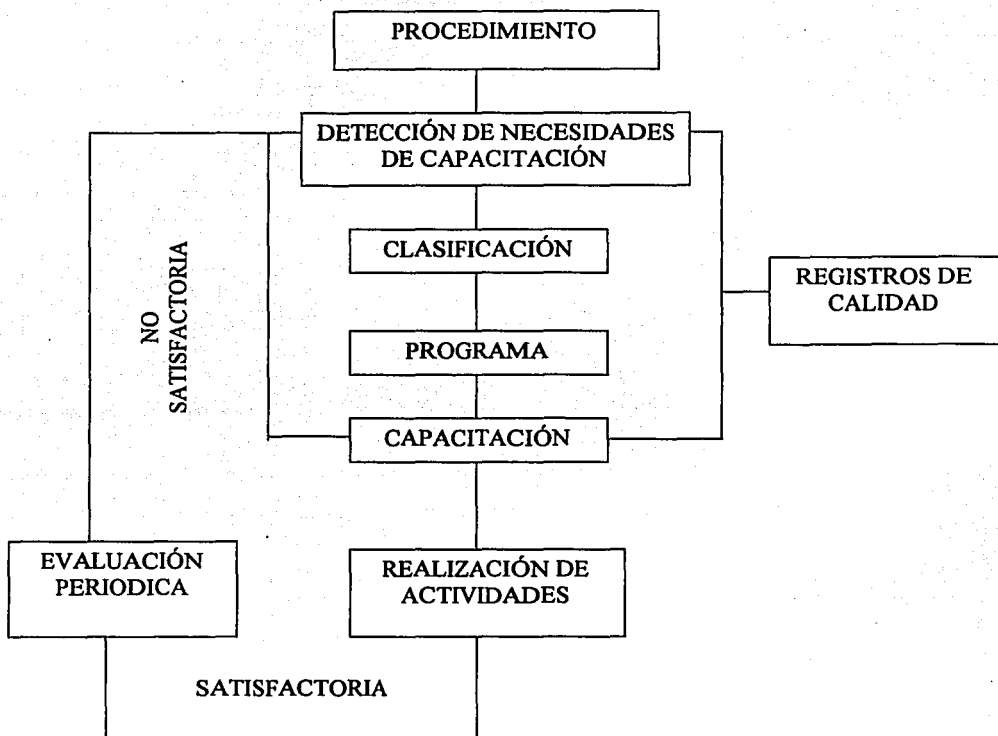 PROCEDIMIENTO
DETECCIÓN DE NECESIDADES
DE CAPACITACIÓN
CLASIFICACIÓN
REGISTROS DE
CALIDAD
NO
SATISFACTORIA
PROGRAMA
CAPACITACIÓN
EVALUACIÓN
PERIODICA
REALIZACIÓN DE
ACTIVIDADES
SATISFACTORIA